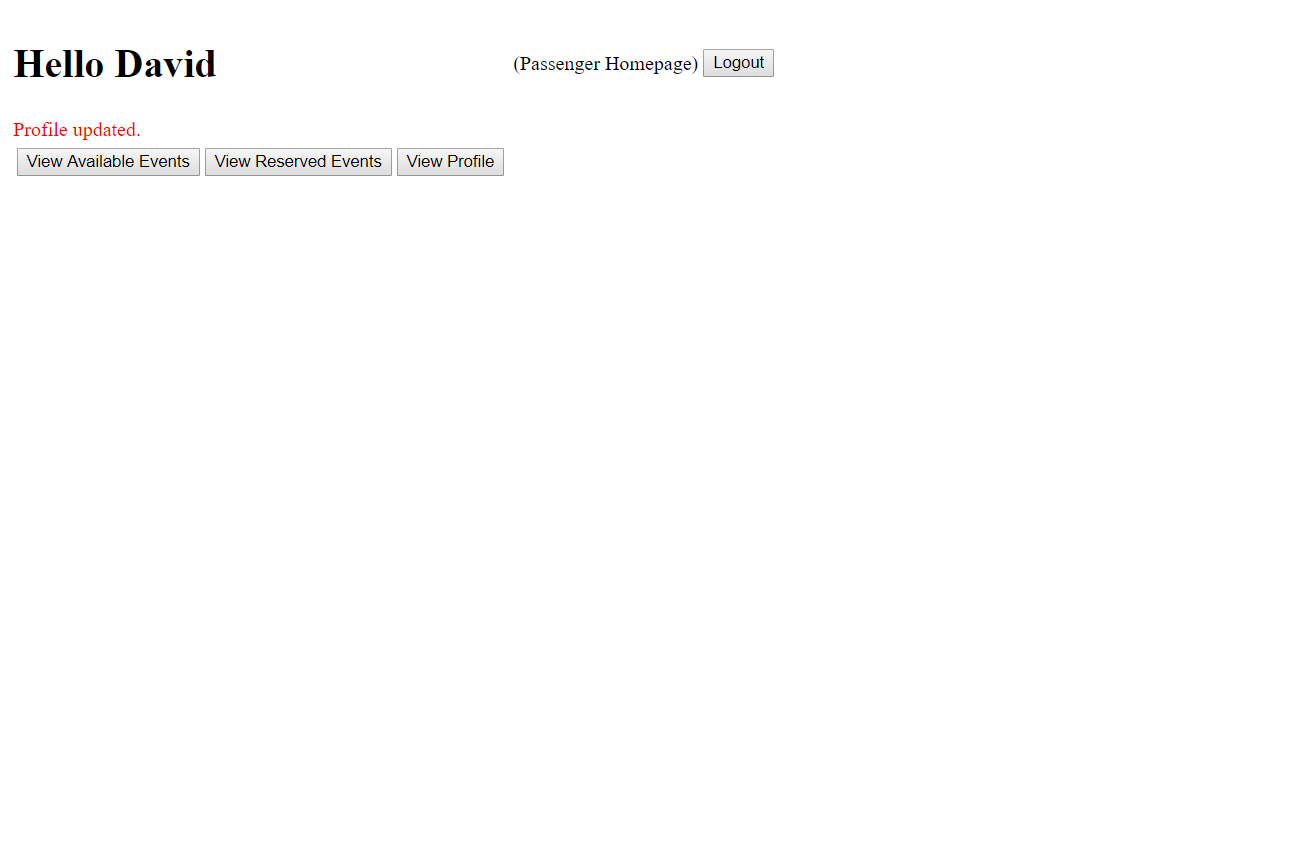 Hello David (Passenger Homepage) Logout
Profile updated.
View Available Events View Reserved Events View Profile